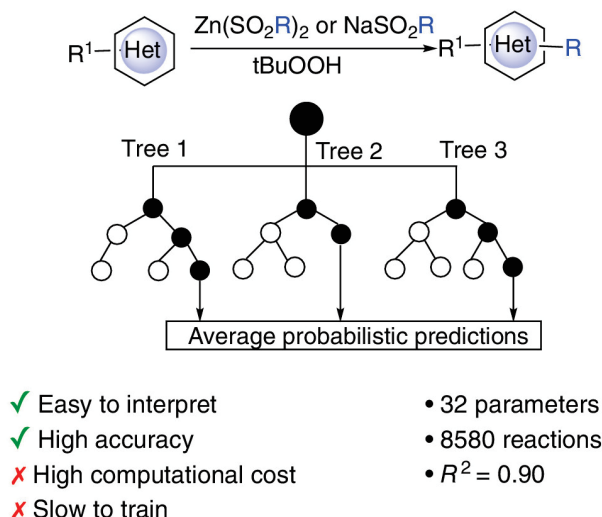 Zn(SO2R)2 or NaSO2R
R1
Het
tBuOOH
R1
Het
R
Tree 1
Tree 2
Tree 3
Average probabilistic predictions
✓ Easy to interpret
✓ High accuracy
✗ High computational cost
✗ Slow to train
• 32 parameters
• 8580 reactions
• R2 = 0.90